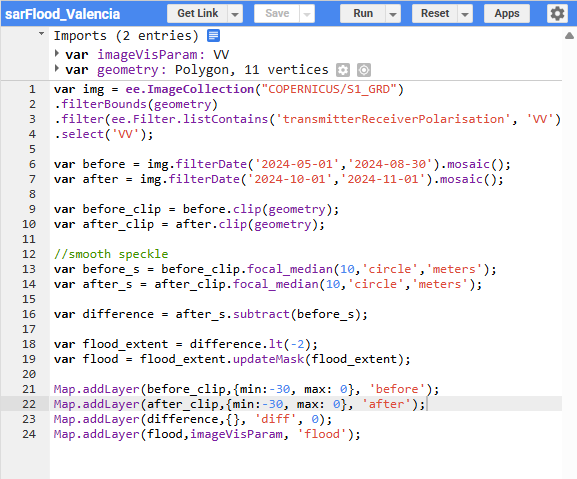 sarFlood_Valencia Get Link Save Run Reset Apps
Imports (2 entries)
var imageVisParam: VV
var geometry: Polygon, 11 vertices
1 var img = ee.ImageCollection("COPERNICUS/S1_GRD")
2 .filterBounds(geometry)
3 .filter(ee.Filter.listContains('transmitterReceiverPolarisation', 'VV')
4 .select('VV');
5
6 var before = img.filterDate('2024-05-01','2024-08-30').mosaic();
7 var after = img.filterDate('2024-10-01','2024-11-01').mosaic();
8
9 var before_clip = before.clip(geometry);
10 var after_clip = after.clip(geometry);
11
12 //smooth speckle
13 var before_s = before_clip.focal_median(10,'circle','meters');
14 var after_s = after_clip.focal_median(10,'circle','meters');
15
16 var difference = after_s.subtract(before_s);
17
18 var flood_extent = difference.lt(-2);
19 var flood = flood_extent.updateMask(flood_extent);
20
21 Map.addLayer(before_clip,{min:-30, max: 0}, 'before');
22 Map.addLayer(after_clip,{min:-30, max: 0}, 'after');
23 Map.addLayer(difference,{}, 'diff', 0);
24 Map.addLayer(flood,imageVisParam, 'flood');